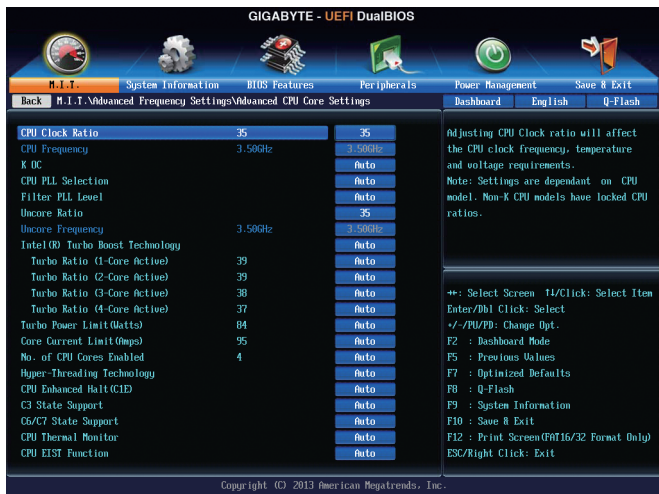 GIGABYTE - UEFI DualBIOS
M.I.T. System Information BIOS Features Peripherals Power Management Save & Exit
Back M.I.T.\Advanced Frequency Settings\Advanced CPU Core Settings Dashboard English Q-Flash
CPU Clock Ratio 35 35
CPU Frequency 3.50GHz 3.50GHz
K OC Auto
CPU PLL Selection Auto
Filter PLL Level Auto
Uncore Ratio 35
Uncore Frequency 3.50GHz 3.50GHz
Intel(R) Turbo Boost Technology Auto
Turbo Ratio (1-Core Active) 39 Auto
Turbo Ratio (2-Core Active) 39 Auto
Turbo Ratio (3-Core Active) 38 Auto
Turbo Ratio (4-Core Active) 37 Auto
Turbo Power Limit(Watts) 84 Auto
Core Current Limit(Amps) 95 Auto
No. of CPU Cores Enabled 4 Auto
Hyper-Threading Technology Auto
CPU Enhanced Halt(C1E) Auto
C3 State Support Auto
C6/C7 State Support Auto
CPU Thermal Monitor Auto
CPU EIST Function Auto
Adjusting CPU Clock ratio will affect
the CPU clock frequency, temperature
and voltage requirements.
Note: Settings are dependant on CPU
model. Non-K CPU models have locked CPU
ratios.
→←: Select Screen ↑↓/Click: Select Item
Enter/Dbl Click: Select
+/-/PU/PD: Change Opt.
F2 : Dashboard Mode
F5 : Previous Values
F7 : Optimized Defaults
F8 : Q-Flash
F9 : System Information
F10 : Save & Exit
F12 : Print Screen(FAT16/32 Format Only)
ESC/Right Click: Exit
Copyright (C) 2013 American Megatrends, Inc.